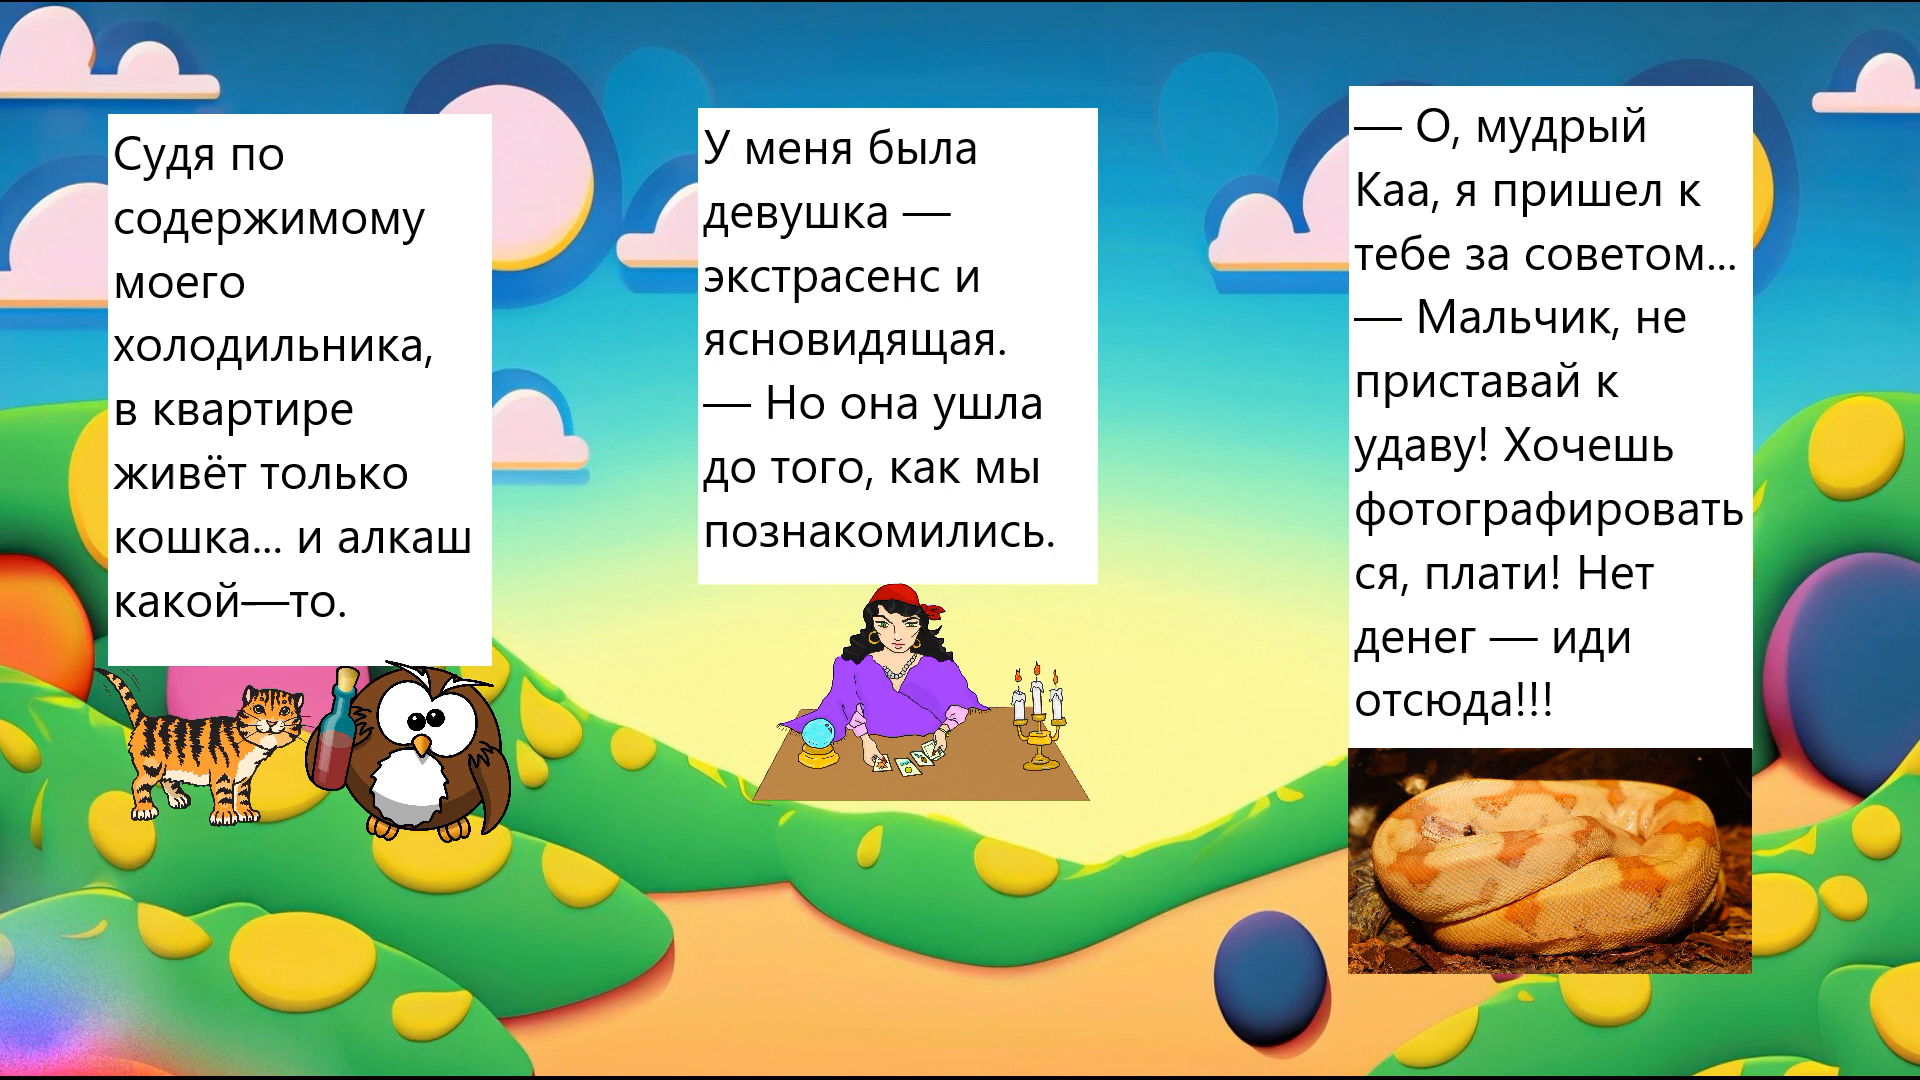 Судя по
содержимому
моего
холодильника,
в квартире
живёт только
кошка... и алкаш
какой—то.
У меня была
девушка —
экстрасенс и
ясновидящая.
— Но она ушла
до того, как мы
познакомились.
— О, мудрый
Каа, я пришел к
тебе за советом...
— Мальчик, не
приставай к
удаву! Хочешь
фотографировать
ся, плати! Нет
денег — иди
отсюда!!!